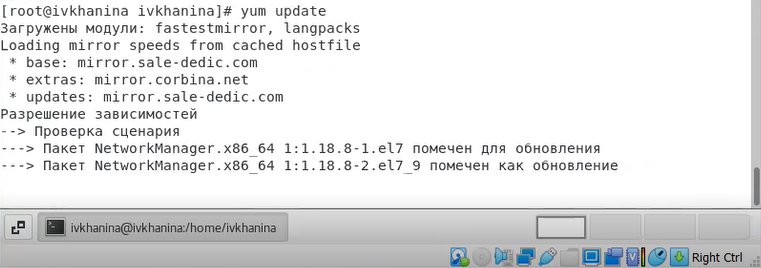 [root@ivkhanina ivkhanina]# yum update
Загружены модули: fastestmirror, langpacks
Loading mirror speeds from cached hostfile
 * base: mirror.sale-dedic.com
 * extras: mirror.corbina.net
 * updates: mirror.sale-dedic.com
Разрешение зависимостей
--> Проверка сценария
---> Пакет NetworkManager.x86_64 1:1.18.8-1.el7 помечен для обновления
---> Пакет NetworkManager.x86_64 1:1.18.8-2.el7_9 помечен как обновление
ivkhanina@ivkhanina:/home/ivkhanina
Right Ctrl